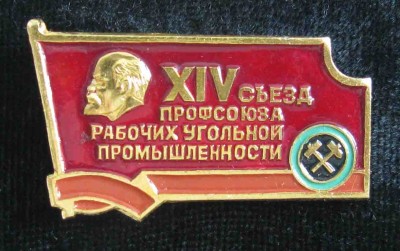 XIV СЪЕЗД
ПРОФСОЮЗА
РАБОЧИХ УГОЛЬНОЙ
ПРОМЫШЛЕННОСТИ